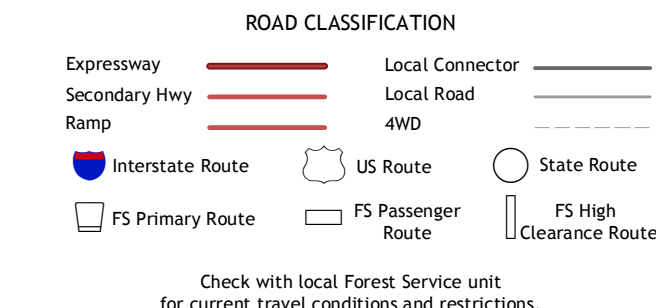 ROAD CLASSIFICATION
Expressway
Local Connector
Secondary Hwy
Local Road
Ramp
4WD
Interstate Route
US Route
State Route
FS Primary Route
FS Passenger
Route
FS High
Clearance Route
Check with local Forest Service unit
for current travel conditions and restrictions.